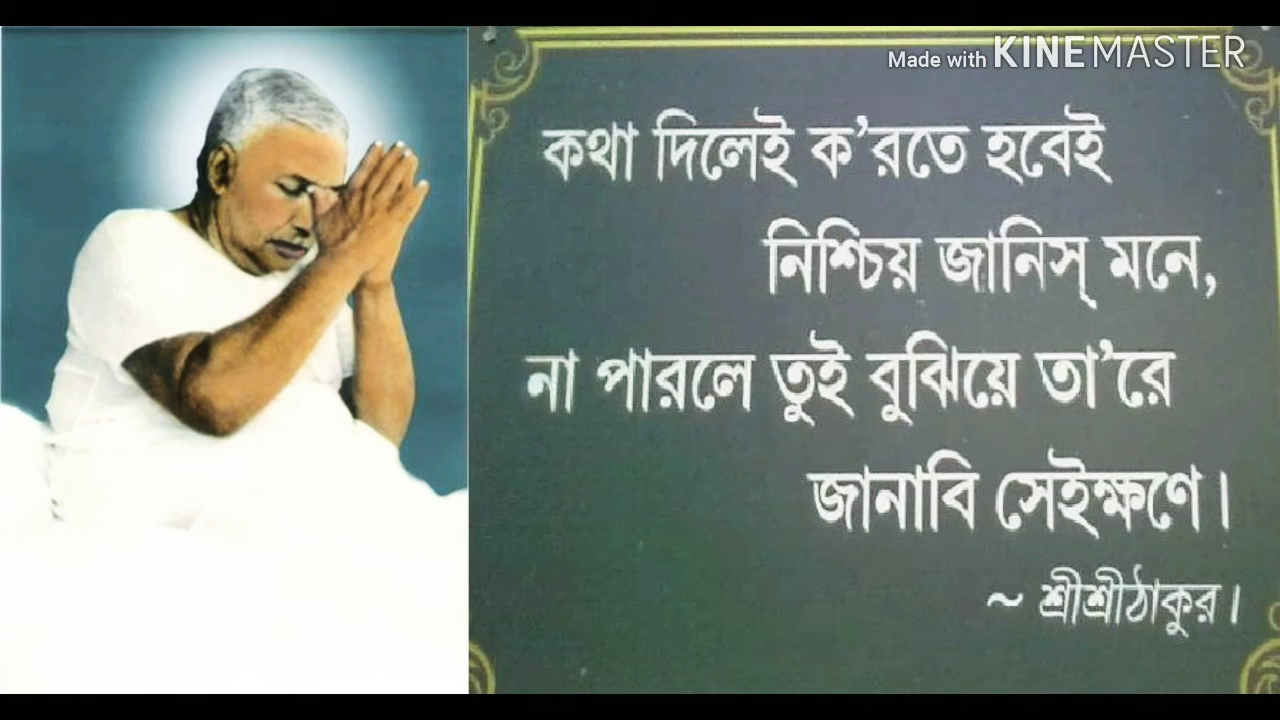 Made with KINEMASTER
কথা দিলেই ক'রতে হবেই
নিশ্চিয় জানিস্ মনে,
না পারলে তুই বুঝিয়ে তা'রে
জানাবি সেইক্ষণে।
~ শ্রীশ্রীঠাকুর।